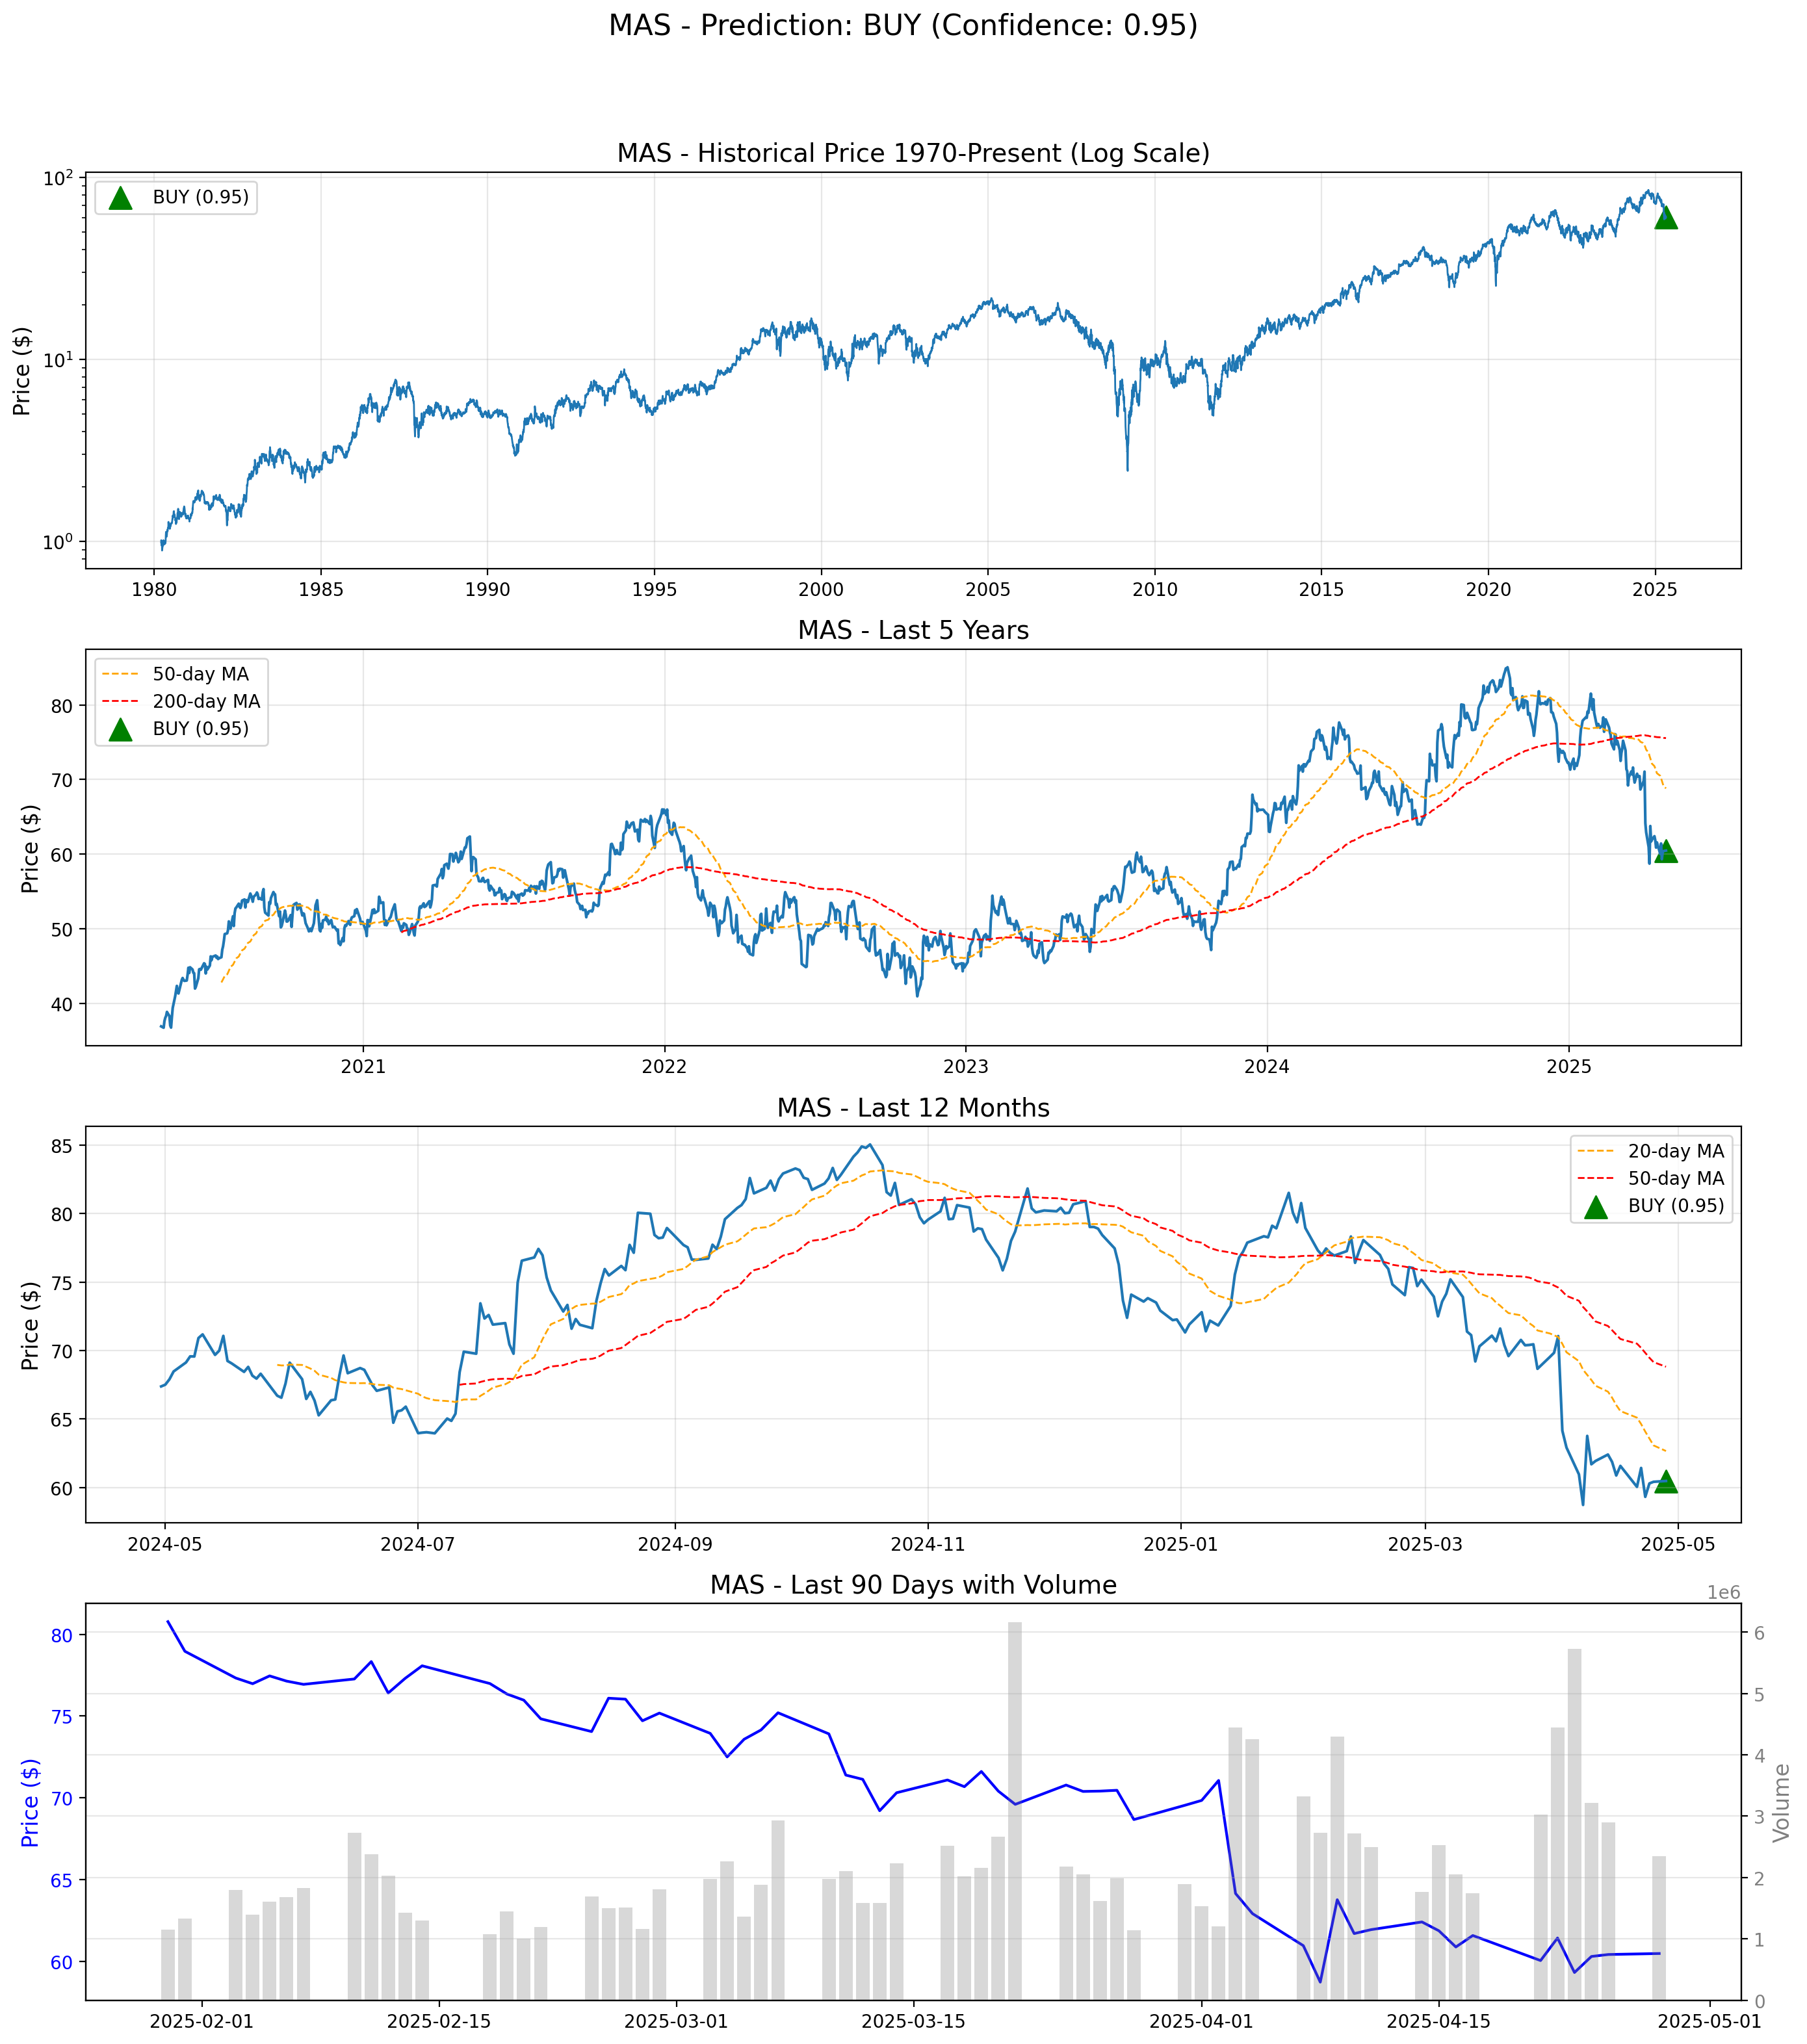 MAS - Prediction: BUY (Confidence: 0.95)
MAS - Historical Price 1970-Present (Log Scale)
Price ($)
10²
10¹
10⁰
BUY (0.95)
1980 1985 1990 1995 2000 2005 2010 2015 2020 2025
MAS - Last 5 Years
Price ($)
80
70
60
50
40
50-day MA
200-day MA
BUY (0.95)
2021 2022 2023 2024 2025
MAS - Last 12 Months
Price ($)
85
80
75
70
65
60
20-day MA
50-day MA
BUY (0.95)
2024-05 2024-07 2024-09 2024-11 2025-01 2025-03 2025-05
MAS - Last 90 Days with Volume
1e6
Price ($)
80
75
70
65
60
6
5
4
3
2
1
0
Volume
2025-02-01 2025-02-15 2025-03-01 2025-03-15 2025-04-01 2025-04-15 2025-05-01